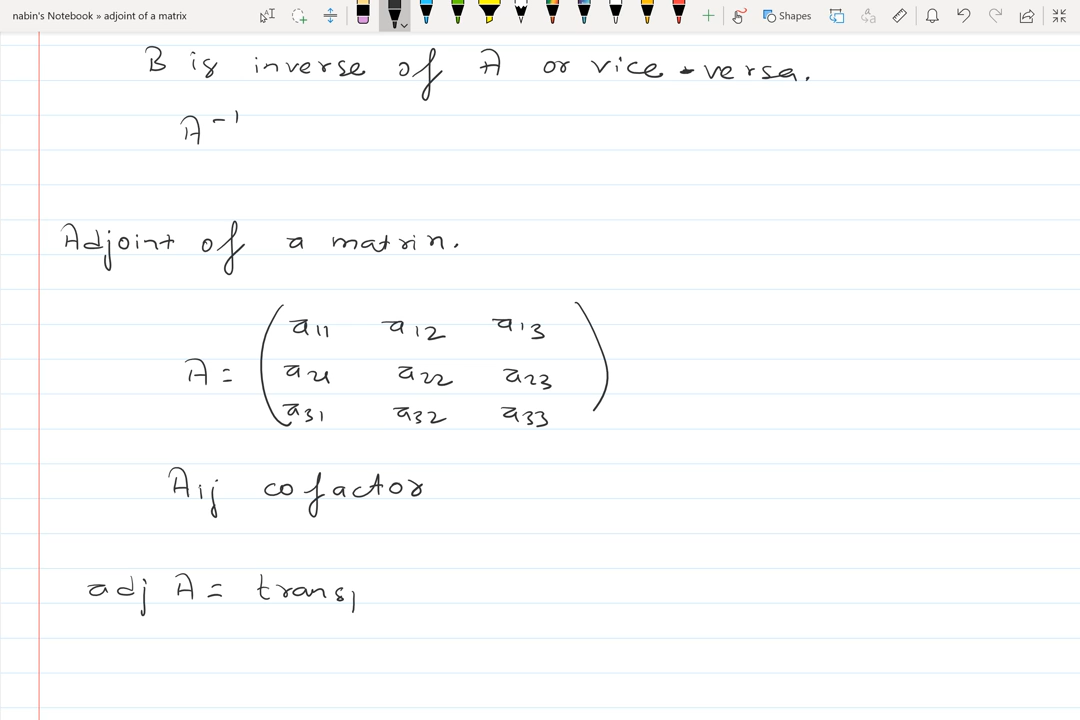 nabin's Notebook » adjoint of a matrix
Shapes
B is inverse of A or vice-versa.
A⁻¹
Adjoint of a matrix.
A = ( a11 a12 a13
a21 a22 a23
a31 a32 a33 )
Aij cofactor
adj A = transp